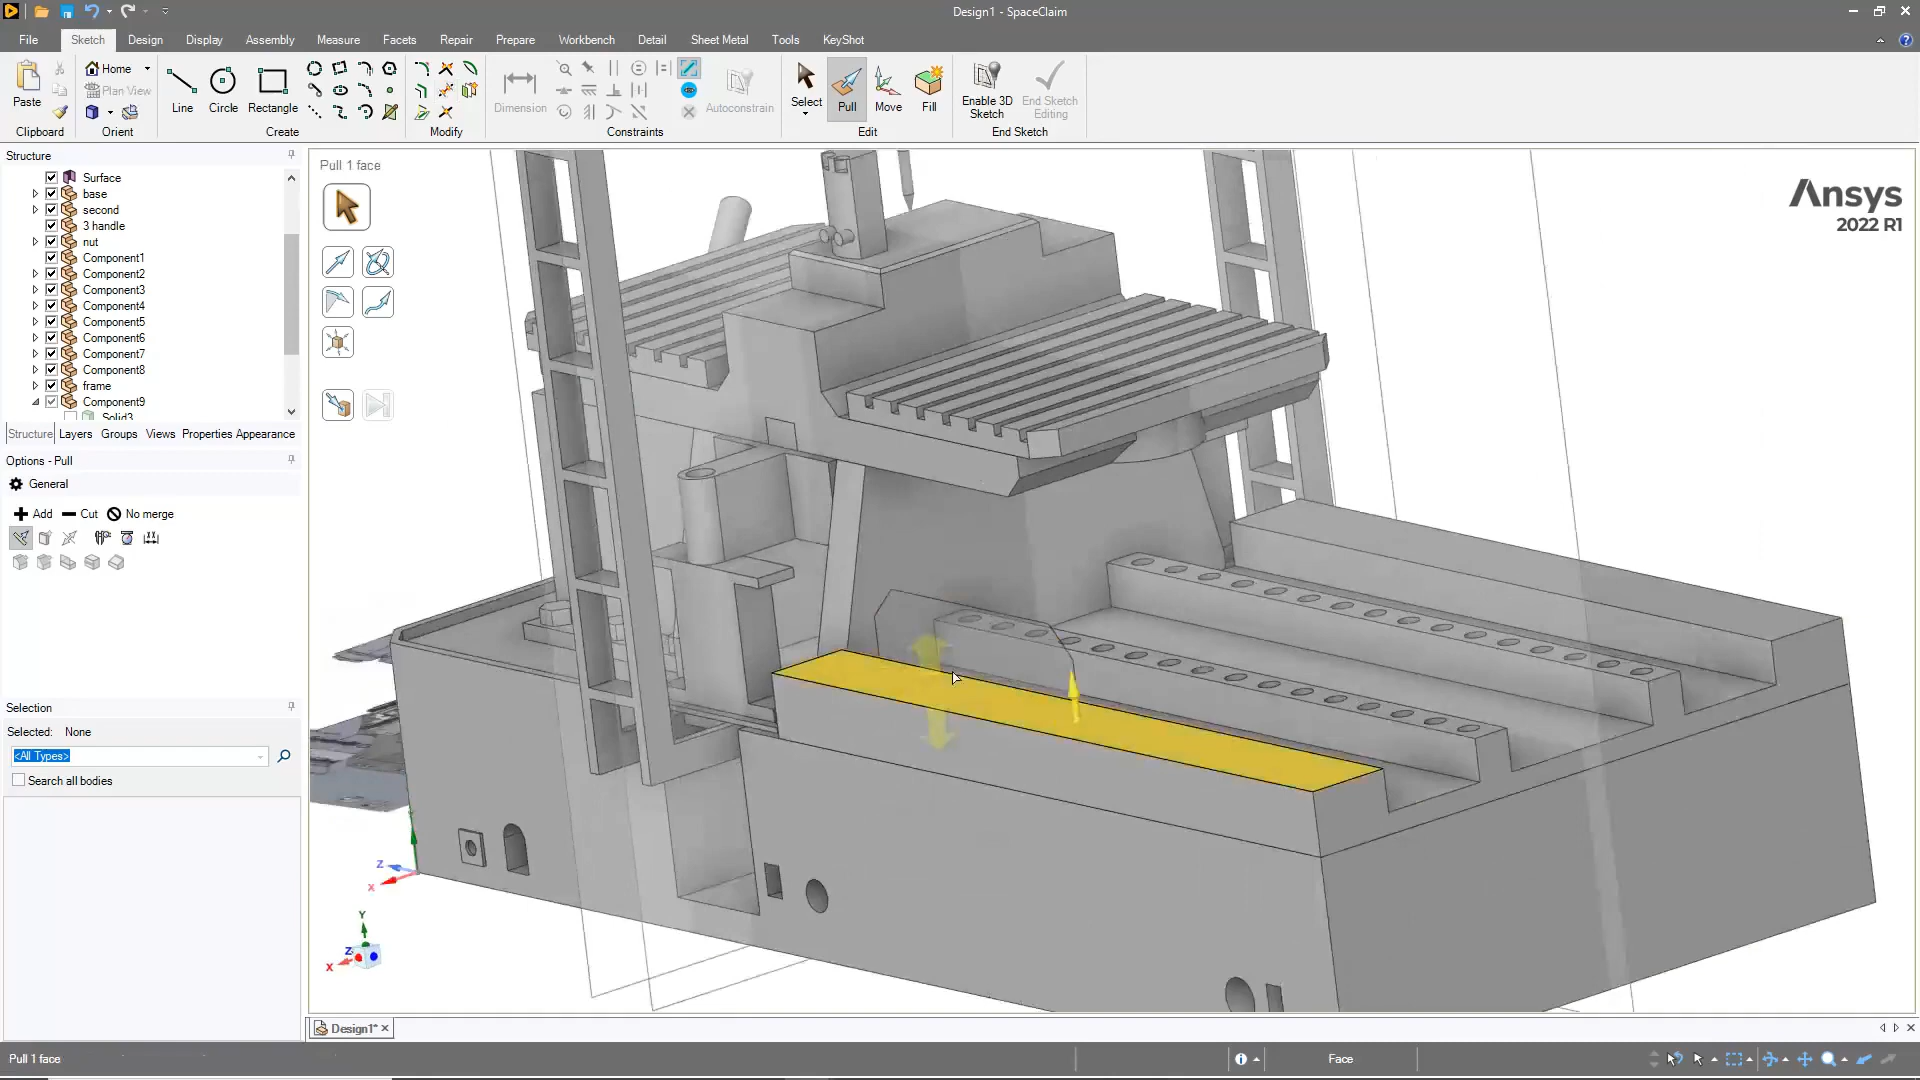 Design1 - SpaceClaim
File Sketch Design Display Assembly Measure Facets Repair Prepare Workbench Detail Sheet Metal Tools KeyShot
Paste
Home
Plan View
Line Circle Rectangle
Dimension
Autoconstrain
Select Pull Move Fill
Enable 3D Sketch
End Sketch Editing
Clipboard Orient Create Modify Constraints Edit End Sketch
Structure
Surface
base
second
3 handle
nut
Component1
Component2
Component3
Component4
Component5
Component6
Component7
Component8
frame
Component9
Solid3
Structure Layers Groups Views Properties Appearance
Options - Pull
General
Add Cut No merge
Selection
Selected: None
<All Types>
Search all bodies
Pull 1 face
Ansys
2022 R1
Z
X
Y
Z
X
Design1*
Pull 1 face
Face